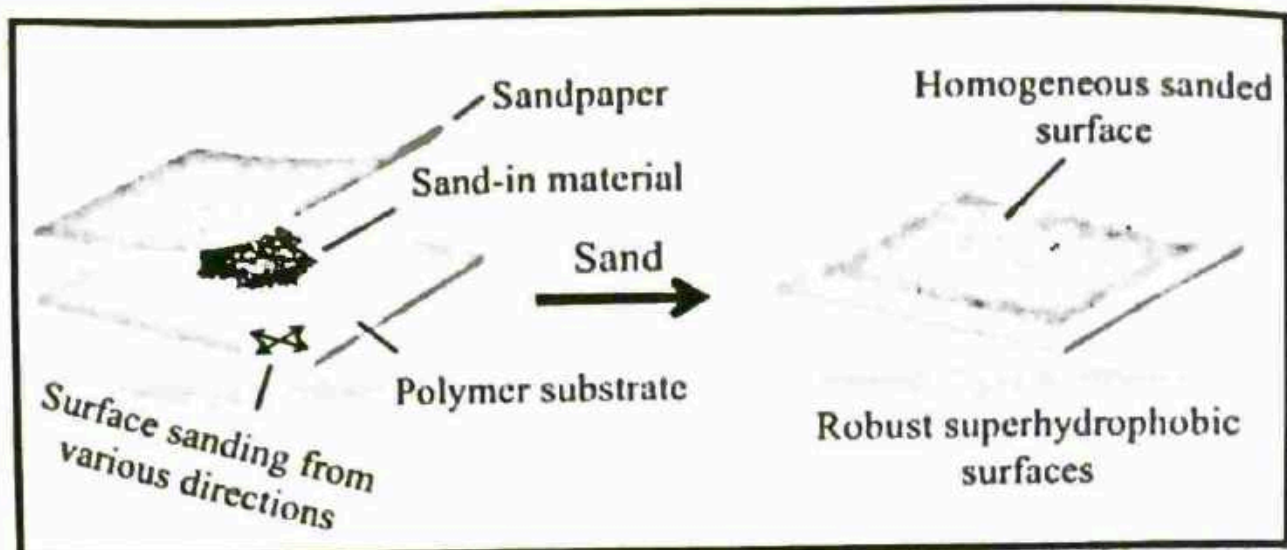 Sandpaper
Sand-in material
Sand
Polymer substrate
Surface sanding from
various directions
Homogeneous sanded
surface
Robust superhydrophobic
surfaces